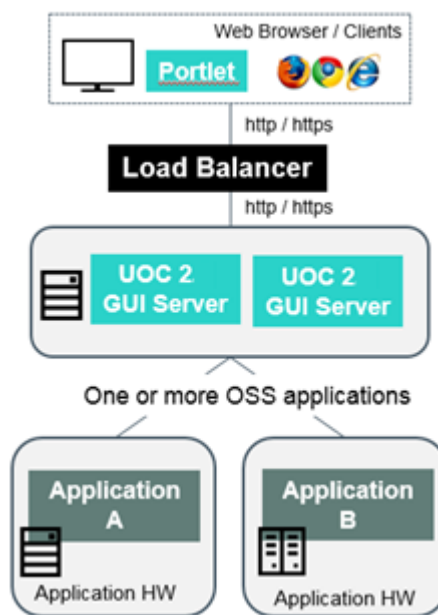 Web Browser / Clients
Portlet
http / https
Load Balancer
http / https
UOC 2
GUI Server
UOC 2
GUI Server
One or more OSS applications
Application
A
Application HW
Application
B
Application HW